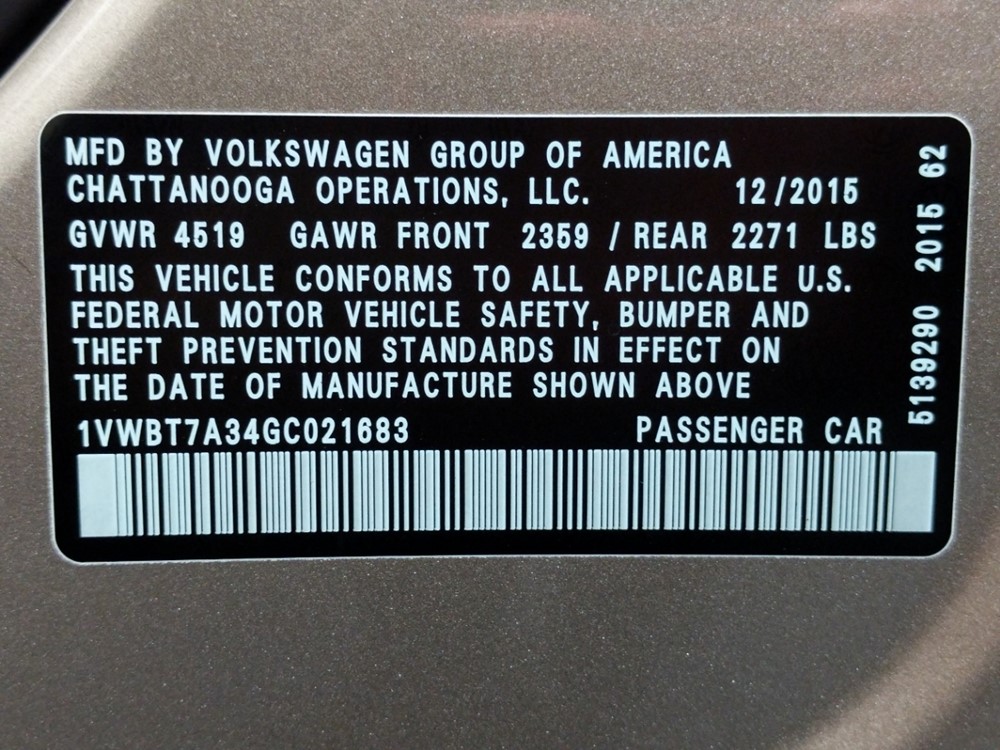 MFD BY VOLKSWAGEN GROUP OF AMERICA
CHATTANOOGA OPERATIONS, LLC. 12/2015
GVWR 4519 GAWR FRONT 2359 / REAR 2271 LBS
THIS VEHICLE CONFORMS TO ALL APPLICABLE U.S.
FEDERAL MOTOR VEHICLE SAFETY, BUMPER AND
THEFT PREVENTION STANDARDS IN EFFECT ON
THE DATE OF MANUFACTURE SHOWN ABOVE
1VWBT7A34GC021683 PASSENGER CAR
5139290 2015 62